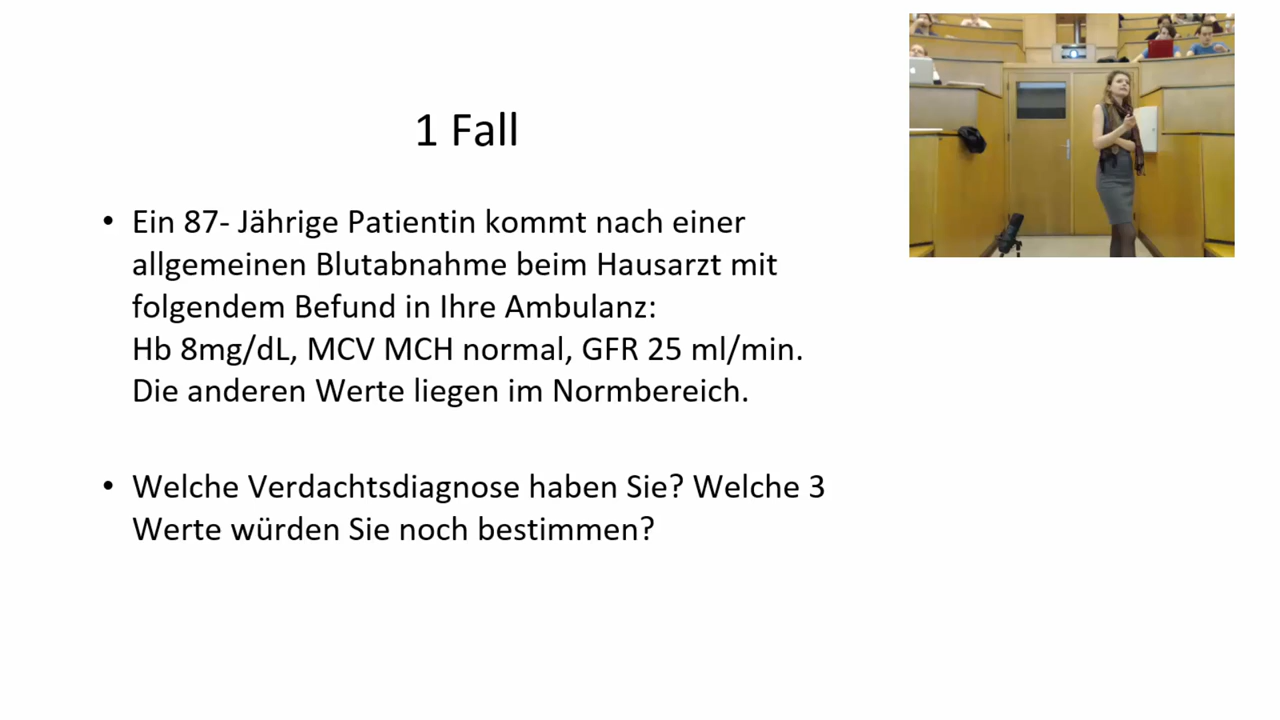 1 Fall
• Ein 87- Jährige Patientin kommt nach einer
allgemeinen Blutabnahme beim Hausarzt mit
folgendem Befund in Ihre Ambulanz:
Hb 8mg/dL, MCV MCH normal, GFR 25 ml/min.
Die anderen Werte liegen im Normbereich.
• Welche Verdachtsdiagnose haben Sie? Welche 3
Werte würden Sie noch bestimmen?